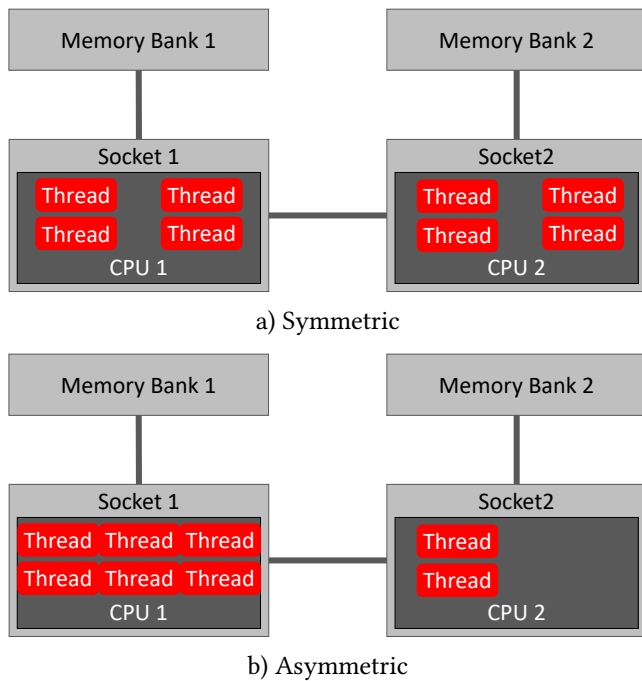 Memory Bank 1 Memory Bank 2
Socket 1 Socket2
Thread Thread Thread Thread
Thread Thread Thread Thread
CPU 1 CPU 2
a) Symmetric
Memory Bank 1 Memory Bank 2
Socket 1 Socket2
Thread Thread Thread Thread
Thread Thread Thread Thread
CPU 1 CPU 2
b) Asymmetric